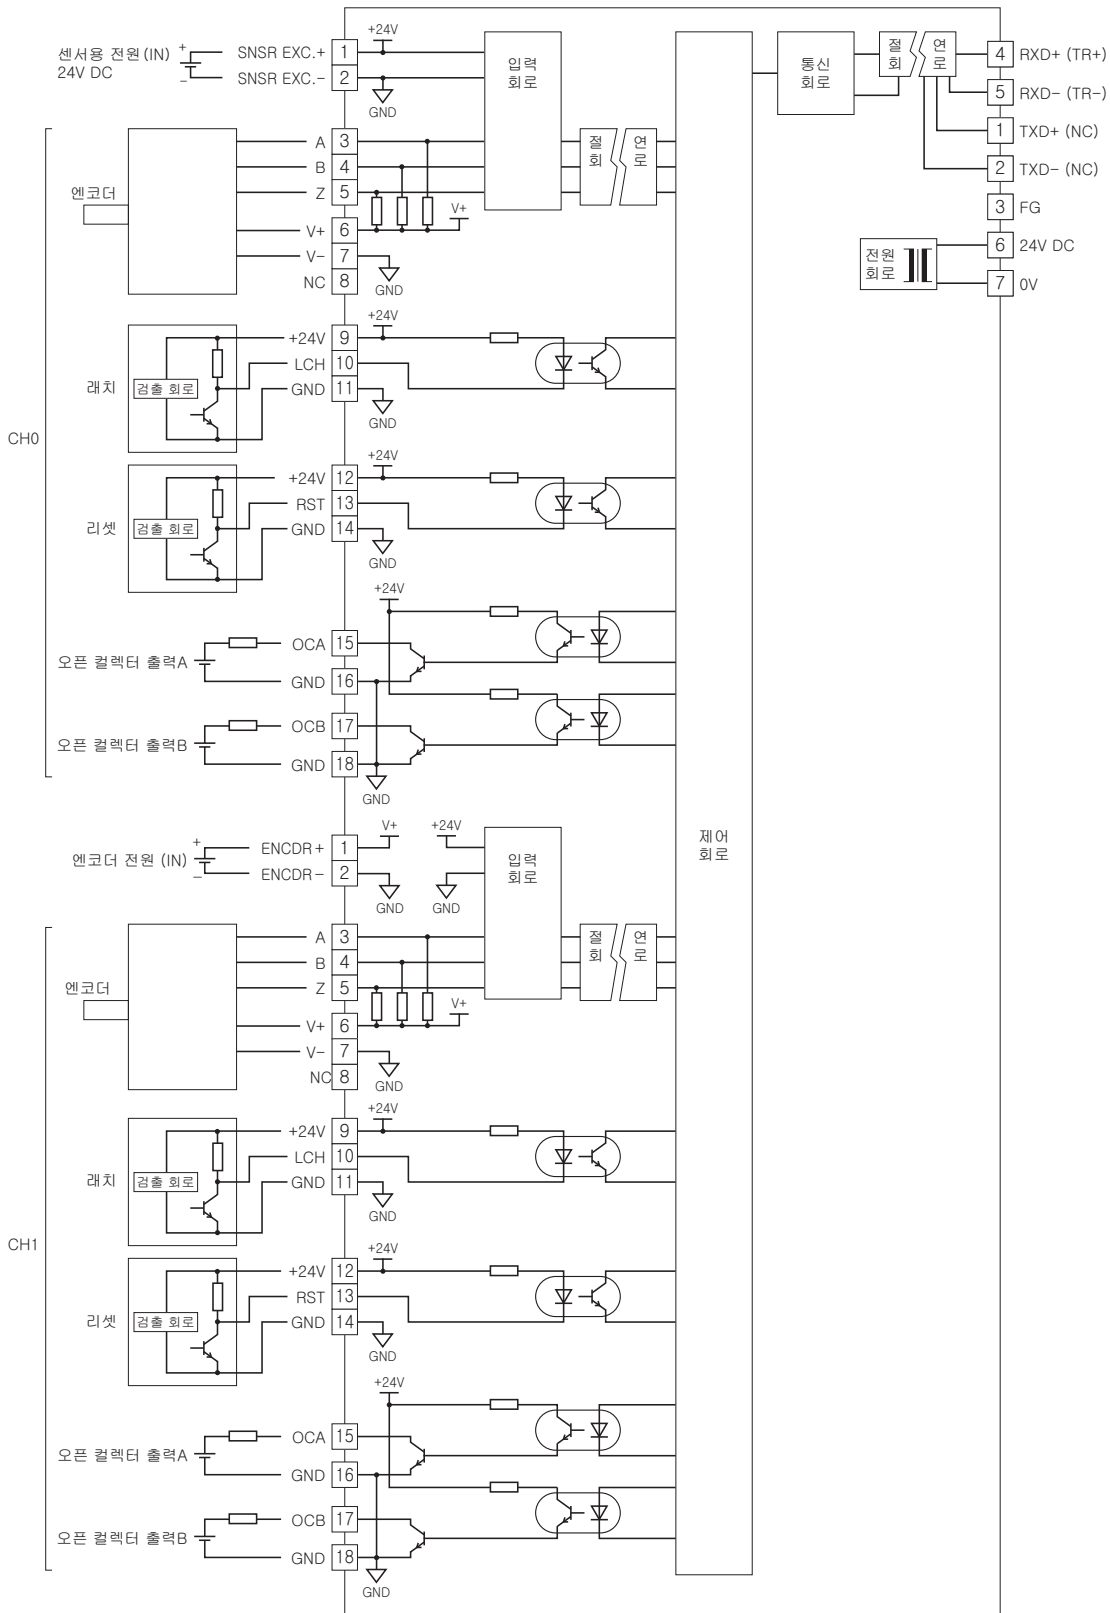 +24V
센서용 전원(IN)
24V DC
+
−
SNSR EXC.+ 1
SNSR EXC.− 2
GND
입력
회로
통신
회로
절 연
회 로
4 RXD+ (TR+)
5 RXD− (TR−)
1 TXD+ (NC)
2 TXD− (NC)
3 FG
전원
회로
6 24V DC
7 0V
CH0
엔코더
A 3
B 4
Z 5
V+ 6
V− 7
NC 8
V+
GND
절 연
회 로
래치
검출 회로
+24V 9
LCH 10
GND 11
+24V
GND
리셋
검출 회로
+24V 12
RST 13
GND 14
+24V
GND
+24V
오픈 컬렉터 출력A
OCA 15
GND 16
오픈 컬렉터 출력B
OCB 17
GND 18
GND
제어
회로
엔코더 전원 (IN)
+
−
ENCDR+ 1
ENCDR− 2
V+
GND
+24V
GND
입력
회로
CH1
엔코더
A 3
B 4
Z 5
V+ 6
V− 7
NC 8
V+
GND
절 연
회 로
래치
검출 회로
+24V 9
LCH 10
GND 11
+24V
GND
리셋
검출 회로
+24V 12
RST 13
GND 14
+24V
GND
+24V
오픈 컬렉터 출력A
OCA 15
GND 16
오픈 컬렉터 출력B
OCB 17
GND 18
GND